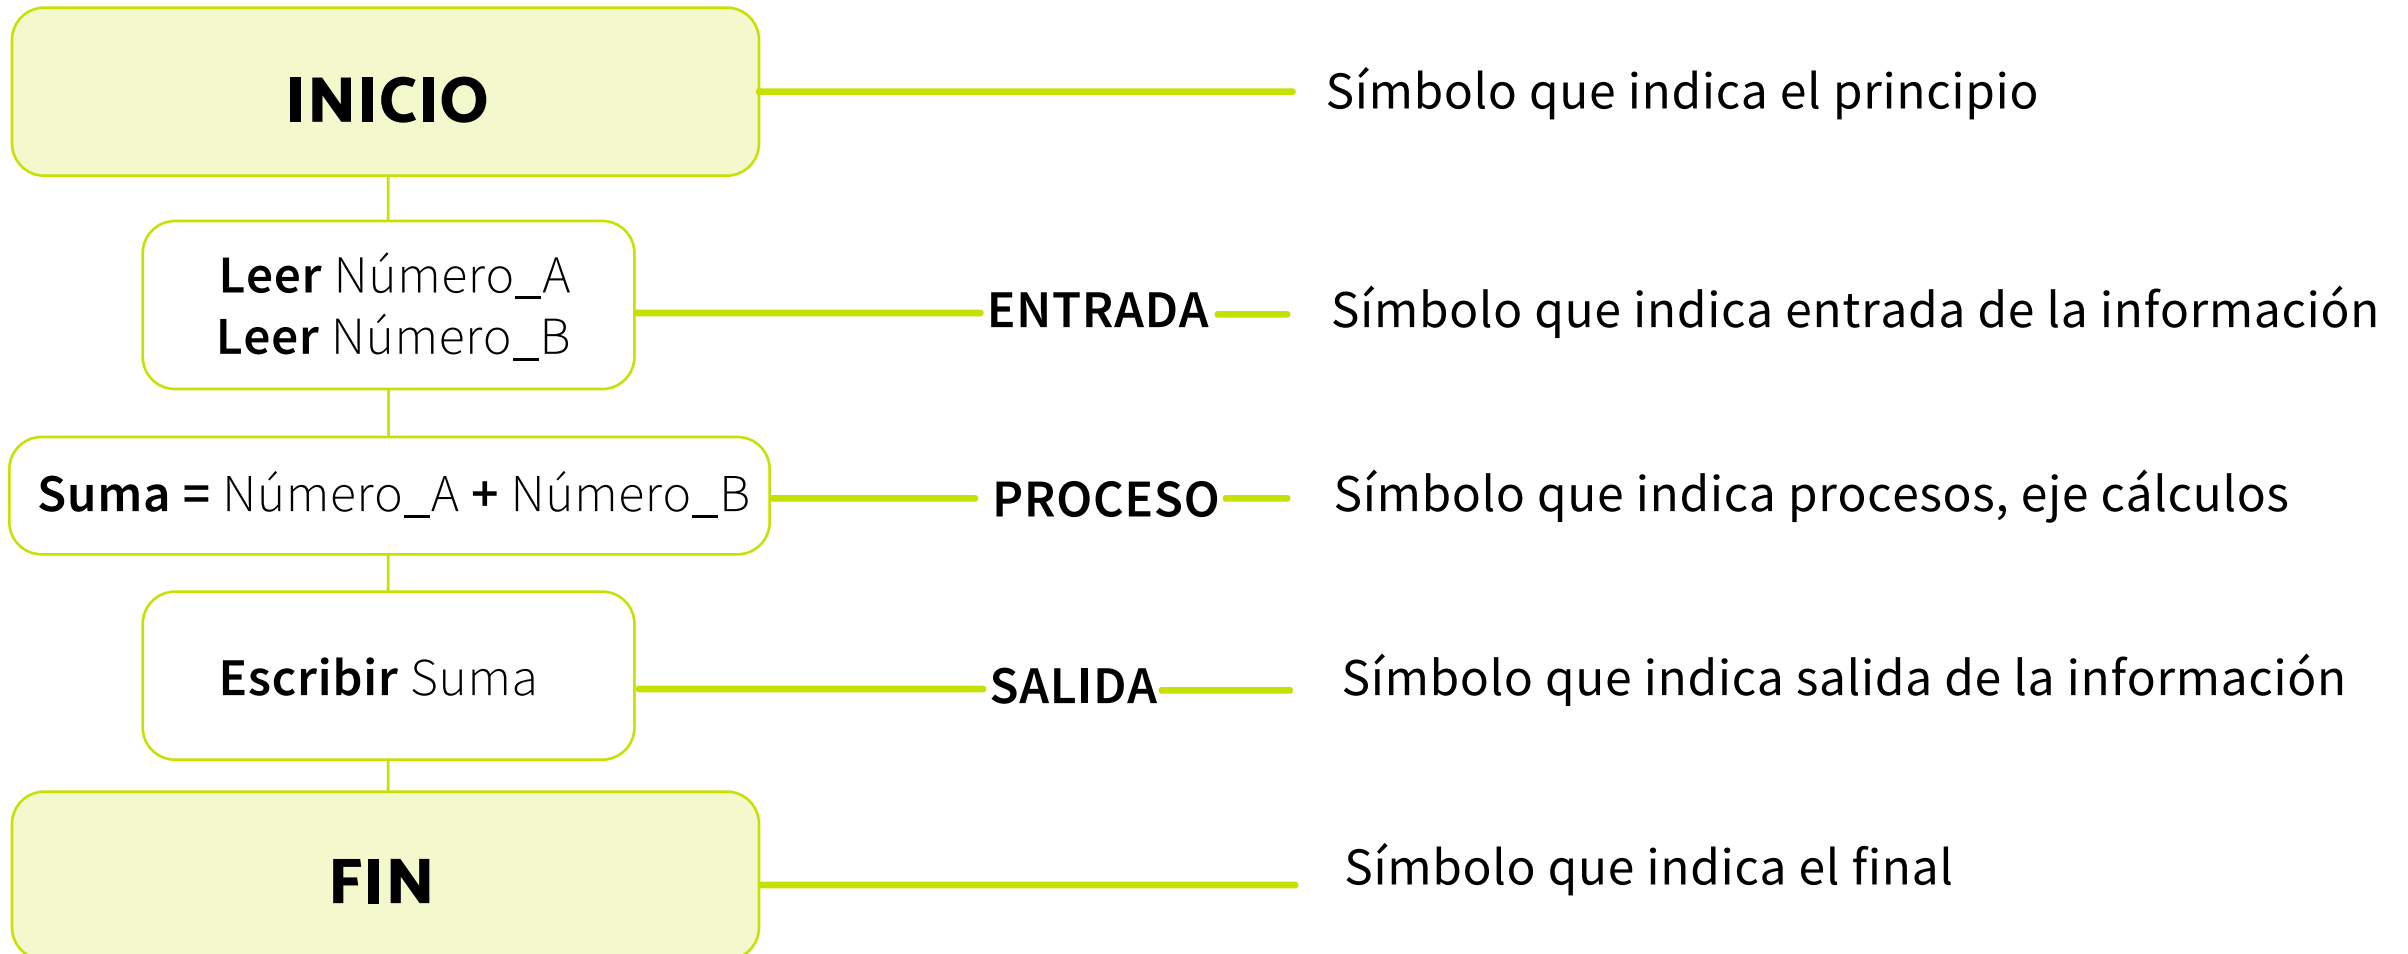 INICIO
Símbolo que indica el principio
Leer Número_A
Leer Número_B
ENTRADA
Símbolo que indica entrada de la información
Suma = Número_A + Número_B
PROCESO
Símbolo que indica procesos, eje cálculos
Escribir Suma
SALIDA
Símbolo que indica salida de la información
FIN
Símbolo que indica el final